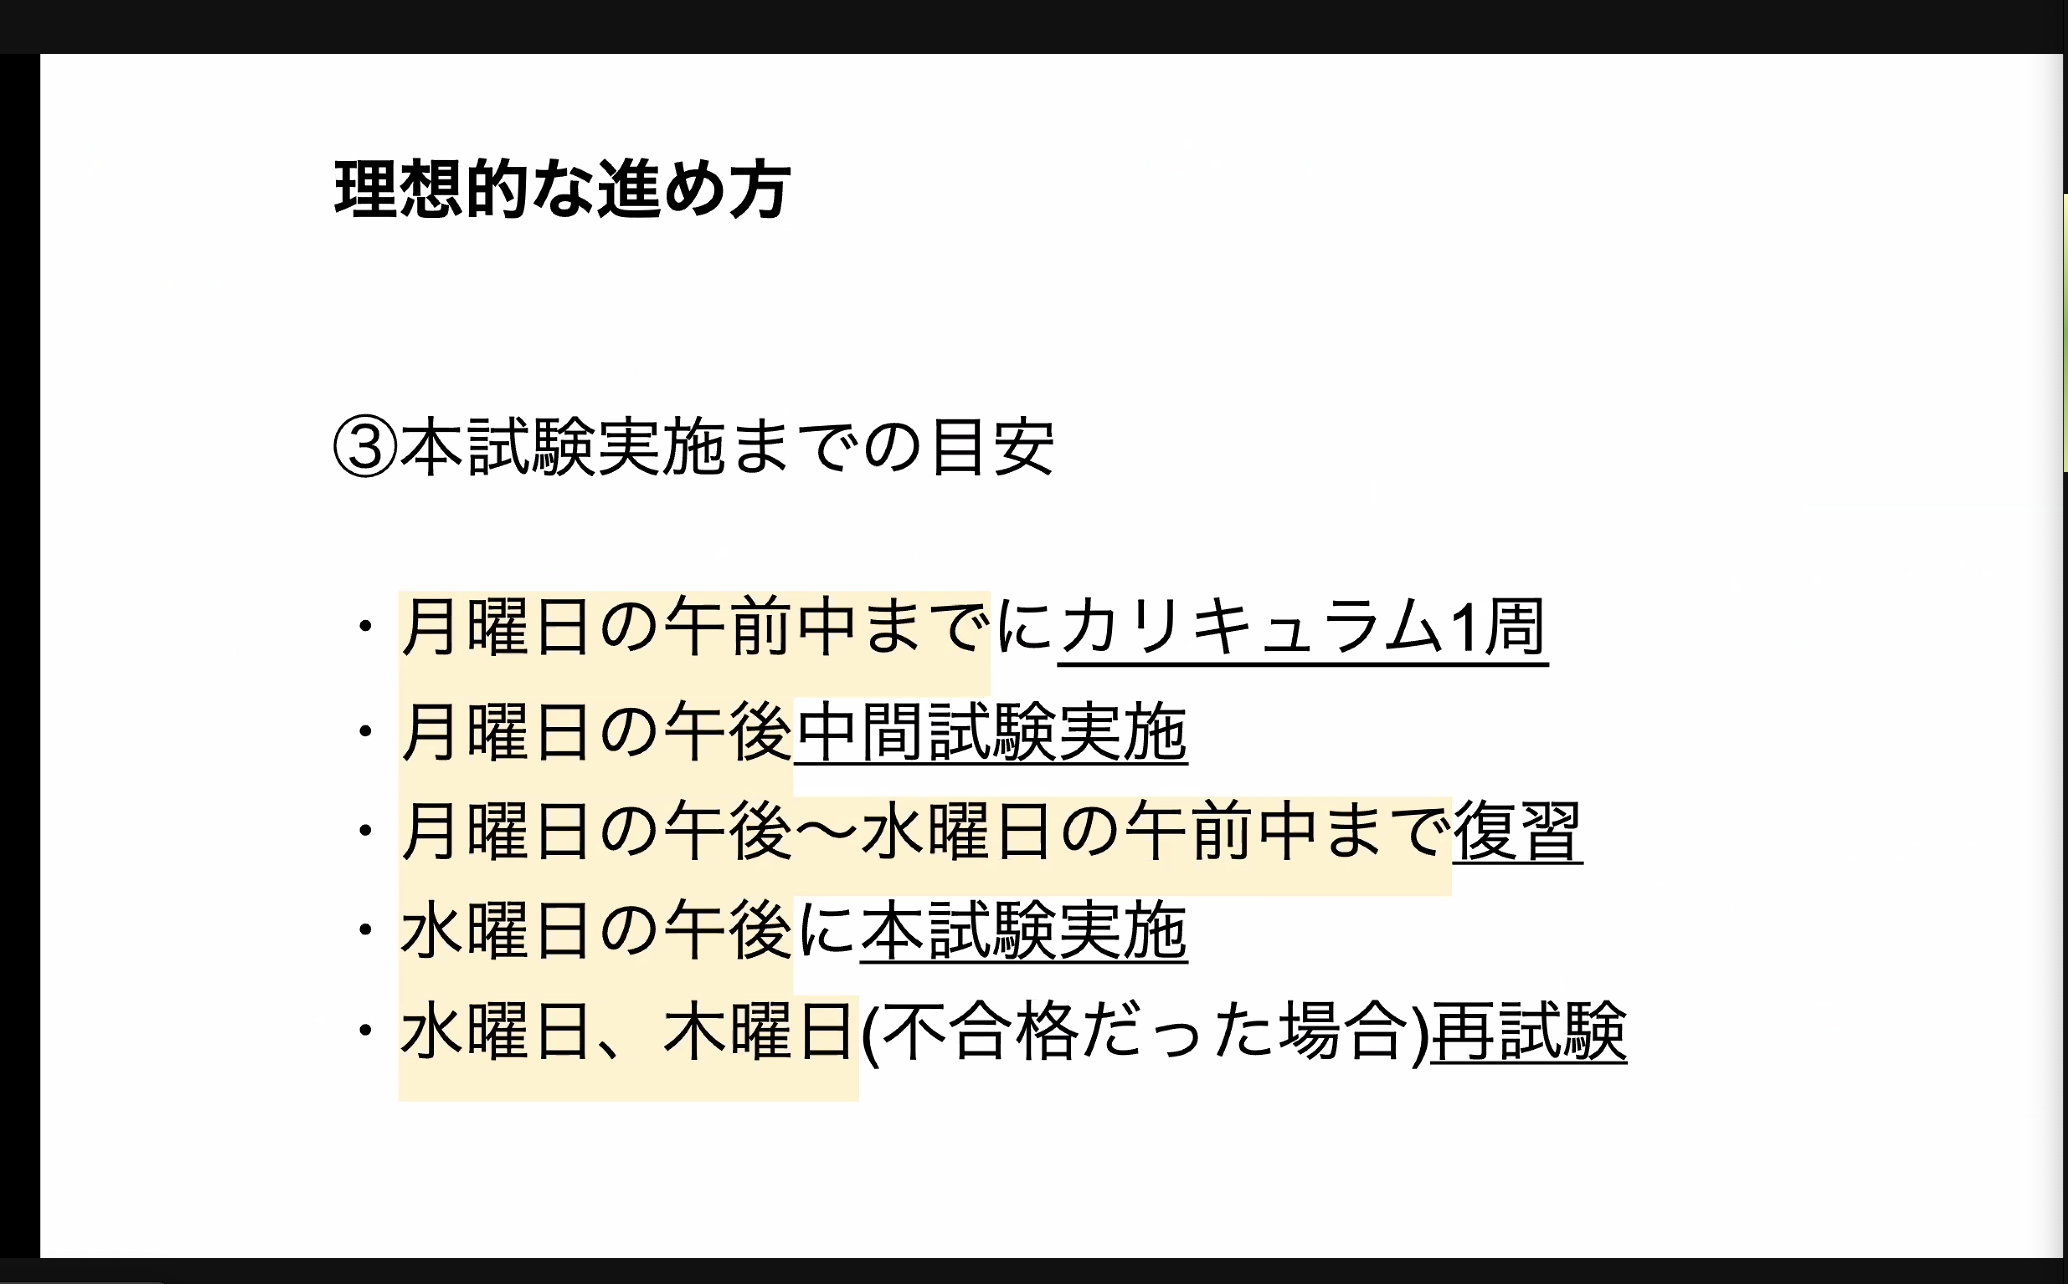 理想的な進め方
③本試験実施までの目安
・月曜日の午前中までにカリキュラム1周
・月曜日の午後中間試験実施
・月曜日の午後〜水曜日の午前中まで復習
・水曜日の午後に本試験実施
・水曜日、木曜日(不合格だった場合)再試験